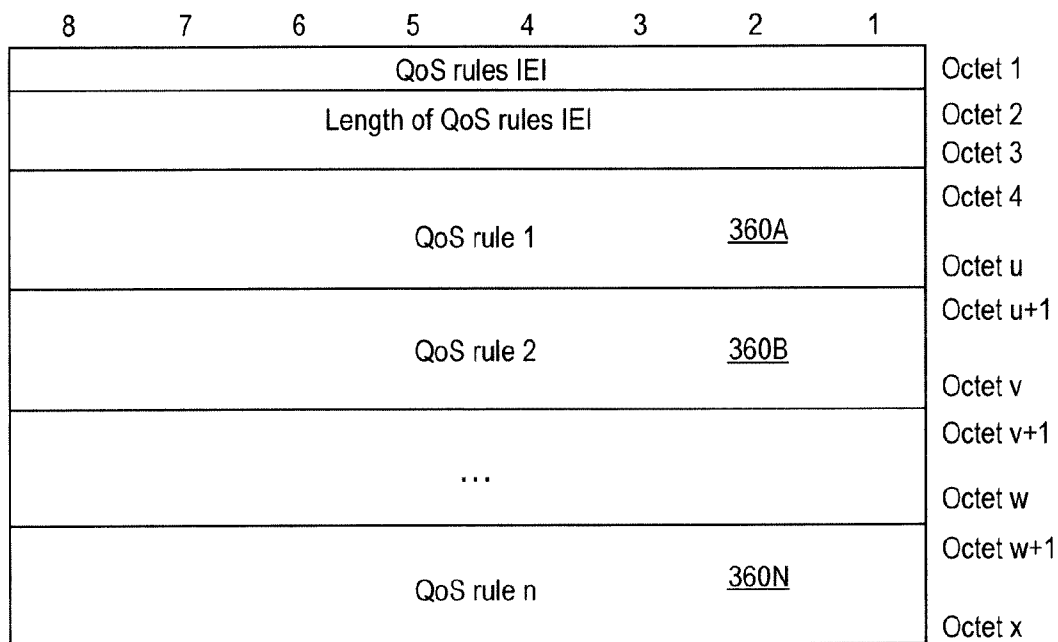 8 7 6 5 4 3 2 1
QoS rules IEI Octet 1
Length of QoS rules IEI Octet 2
Octet 3
Octet 4
QoS rule 1 360A
Octet u
Octet u+1
QoS rule 2 360B
Octet v
Octet v+1
...
Octet w
Octet w+1
QoS rule n 360N
Octet x